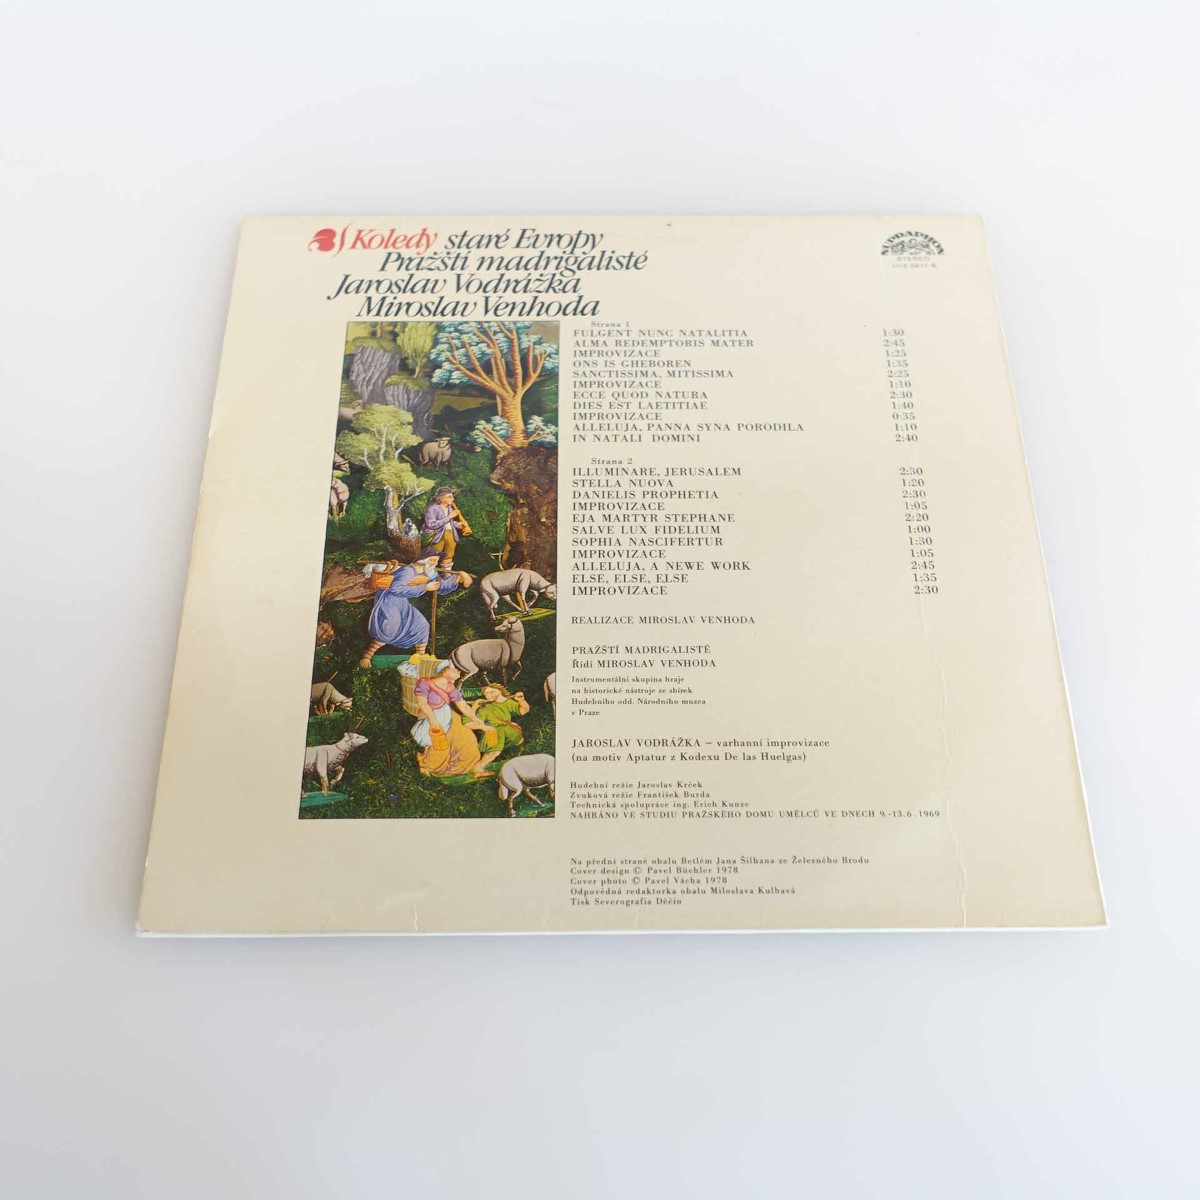 Koledy staré Evropy
Pražští madrigalisté
Jaroslav Vodrážka
Miroslav Venhoda
SUPRAPHON
STEREO
Strana 1
FULGENT NUNC NATALITIA 1:30
ALMA REDEMPTORIS MATER 2:45
IMPROVIZACE 1:25
ONS IS GHEBOREN 1:35
SANCTISSIMA, MITISSIMA 2:25
IMPROVIZACE 1:10
ECCE QUOD NATURA 2:30
DIES EST LAETITIAE 1:40
IMPROVIZACE 0:35
ALLELUJA, PANNA SYNA PORODILA 1:10
IN NATALI DOMINI 2:40
Strana 2
ILLUMINARE, JERUSALEM 2:30
STELLA NUOVA 1:20
DANIELIS PROPHETIA 2:30
IMPROVIZACE 1:05
EJA MARTYR STEPHANE 2:20
SALVE LUX FIDELIUM 1:00
SOPHIA NASCIFERTUR 1:30
IMPROVIZACE 1:05
ALLELUJA, A NEWE WORK 2:45
ELSE, ELSE, ELSE 1:35
IMPROVIZACE 2:30
REALIZACE MIROSLAV VENHODA
PRAŽŠTÍ MADRIGALISTÉ
Řídí MIROSLAV VENHODA
Instrumentální skupina hraje
na historické nástroje ze sbírek
Hudebního odd. Národního muzea
v Praze
JAROSLAV VODRÁŽKA – varhanní improvizace
(na motiv Aptatur z Kodexu De las Huelgas)
Hudební režie Jaroslav Krček
Zvuková režie František Burda
Technická spolupráce ing. Erich Kunze
NAHRÁNO VE STUDIU PRAŽSKÉHO DOMU UMĚLCŮ VE DNECH 9.-13.6.1969
Na přední straně obalu Betlém Jana Šilhana ze Železného Brodu
Cover design © Pavel Büchler 1978
Cover photo © Pavel Vácha 1978
Odpovědná redaktorka obalu Miloslava Kulhavá
Tisk Severografia Děčín